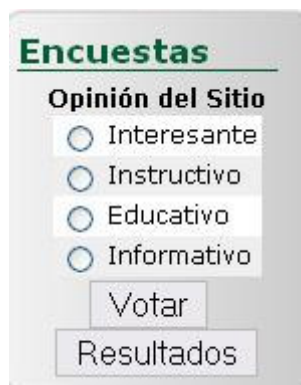 Encuestas
Opinión del Sitio
Interesante
Instructivo
Educativo
Informativo
Votar
Resultados